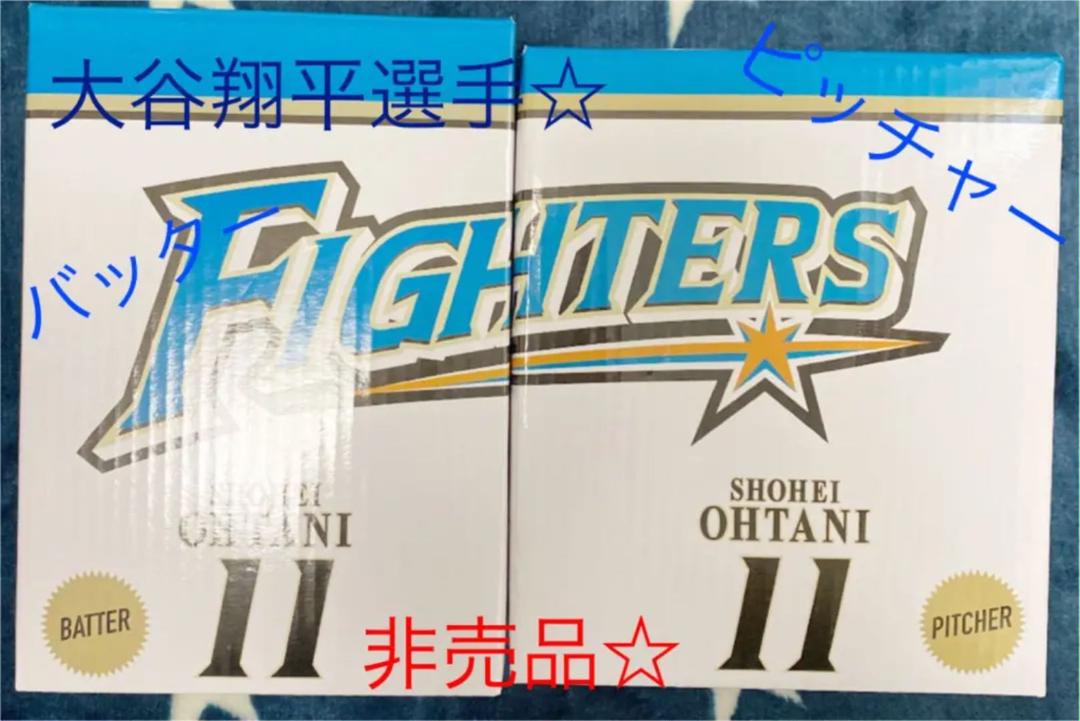 大谷翔平選手☆
ピッチャー
バッター
FIGHTERS
SHOHEI
OHTANI
11
BATTER
SHOHEI
OHTANI
11
PITCHER
非売品☆